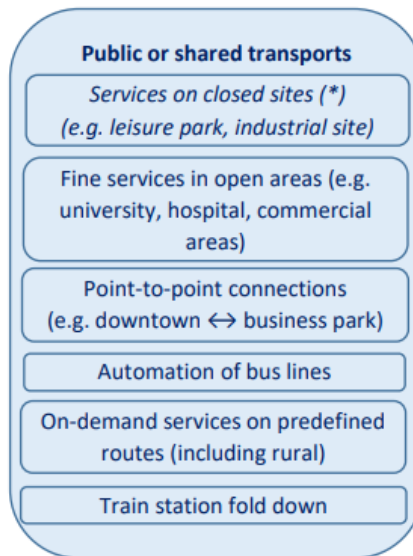 Public or shared transports
Services on closed sites (*)
(e.g. leisure park, industrial site)
Fine services in open areas (e.g.
university, hospital, commercial
areas)
Point-to-point connections
(e.g. downtown ↔ business park)
Automation of bus lines
On-demand services on predefined
routes (including rural)
Train station fold down